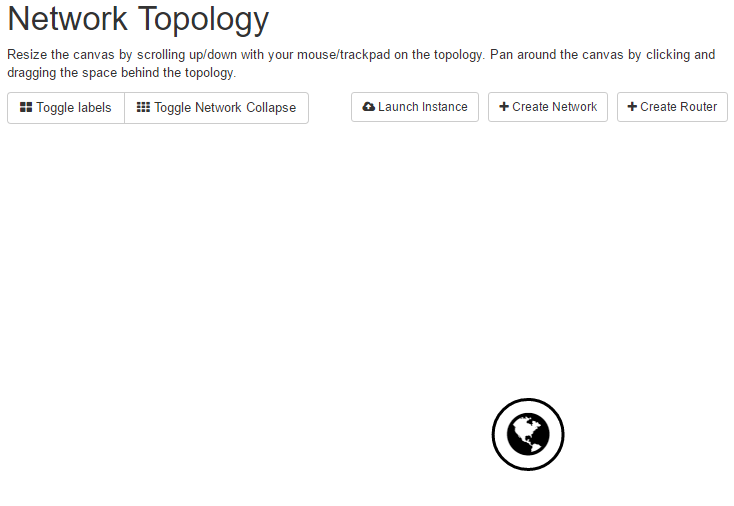 Network Topology
Resize the canvas by scrolling up/down with your mouse/trackpad on the topology. Pan around the canvas by clicking and
dragging the space behind the topology.
Toggle labels Toggle Network Collapse Launch Instance Create Network Create Router